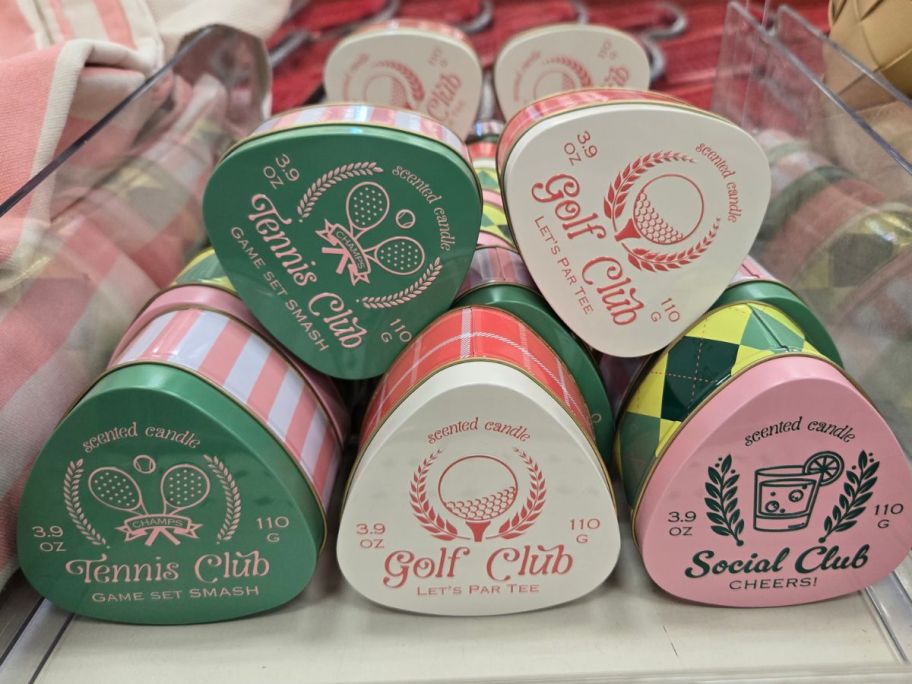 3.9
OZ
scented candle
CHAMPS
Tennis Club
GAME SET SMASH
110
G
3.9
OZ
scented candle
Golf Club
LET'S PAR TEE
110
G
scented candle
3.9
OZ
CHAMPS
110
G
Tennis Club
GAME SET SMASH
scented candle
3.9
OZ
110
G
Golf Club
LET'S PAR TEE
scented candle
3.9
OZ
110
G
Social Club
CHEERS!